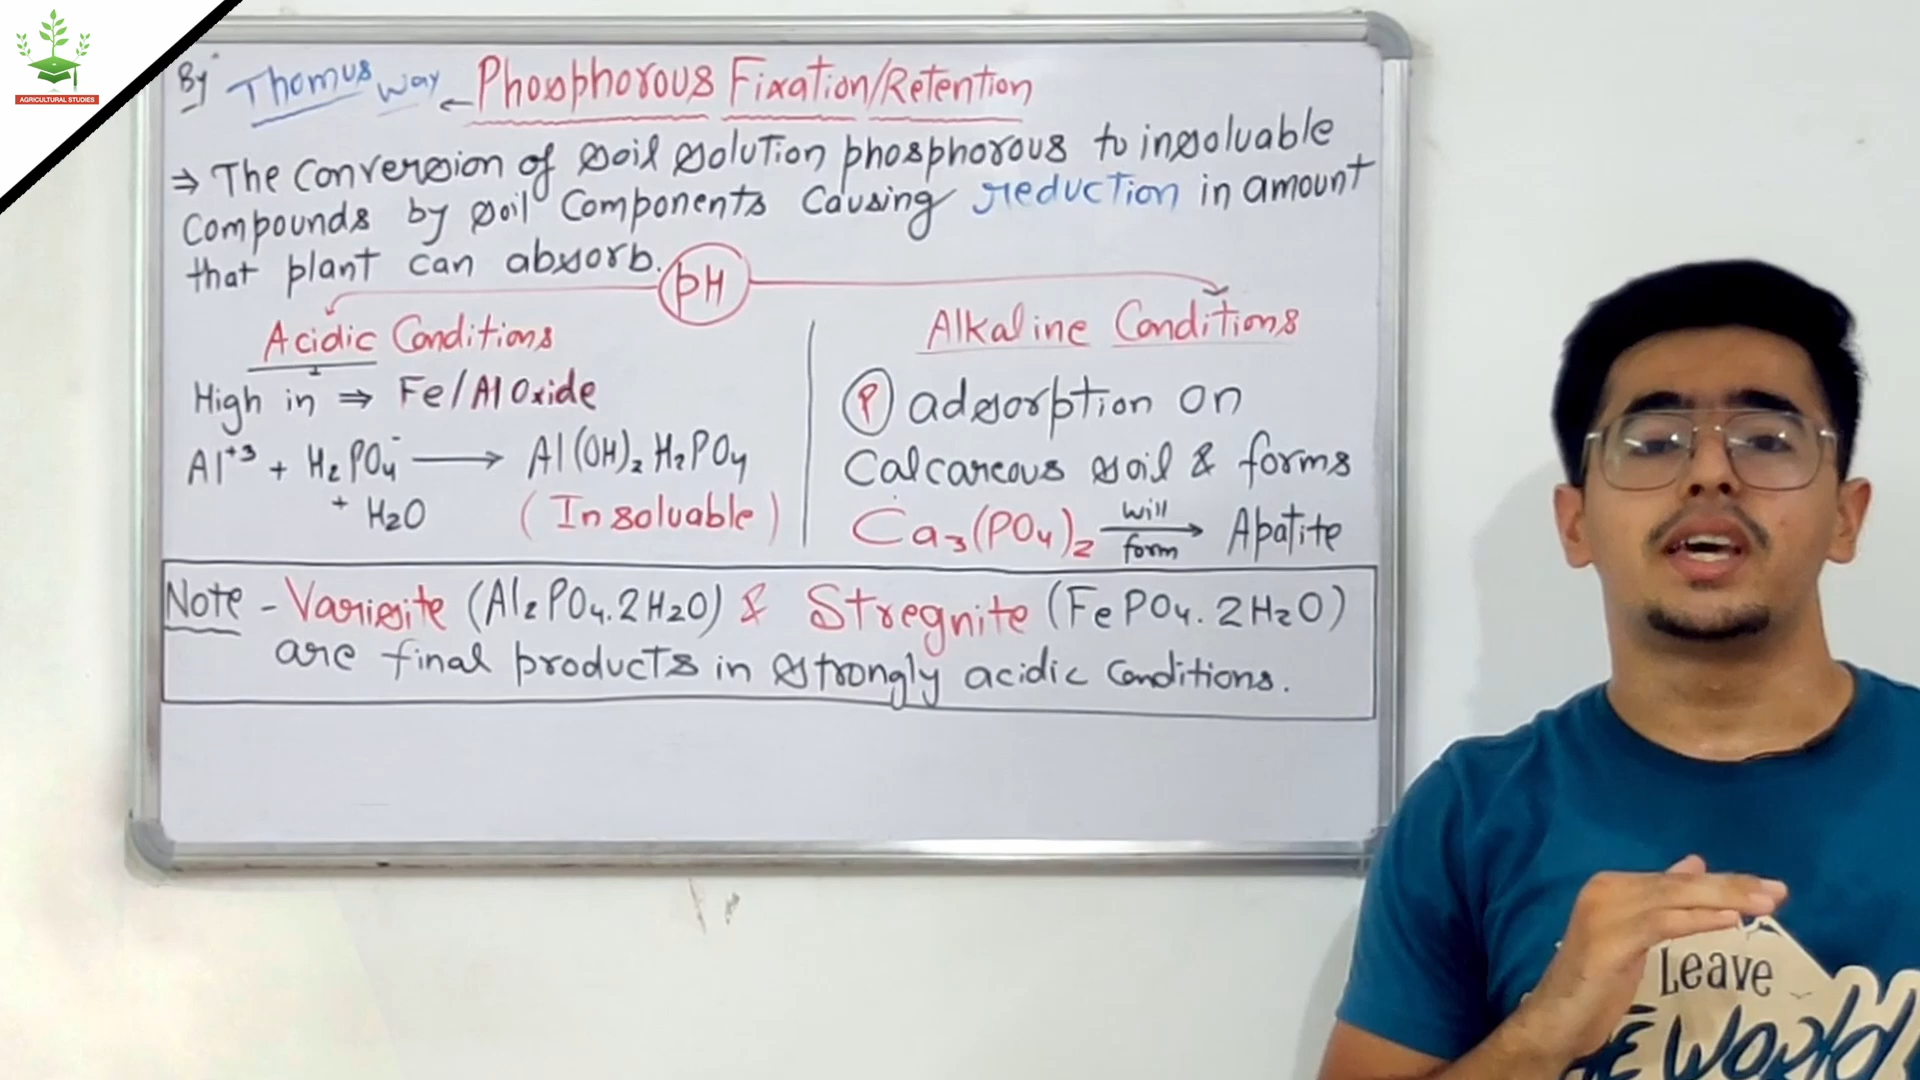 AGRICULTURAL STUDIES
By Thomus Way ← Phosphorous Fixation/Retention
⇒ The Conversion of soil solution phosphorous to insoluable
Compounds by soil Components Causing reduction in amount
that plant can absorb.
pH
Acidic Conditions
High in ⇒ Fe/Al Oxide
Al⁺³ + H₂PO₄⁻ → Al(OH)₂ H₂PO₄
+ H₂O (Insoluable)
Alkaline Conditions
P adsorption on
Calcareous soil & forms
Ca₃(PO₄)₂ will form → Apatite
Note - Varisite (Al₂PO₄.2H₂O) & Stregnite (FePO₄.2H₂O)
are final products in strongly acidic Conditions.
Leave
THE WORLD